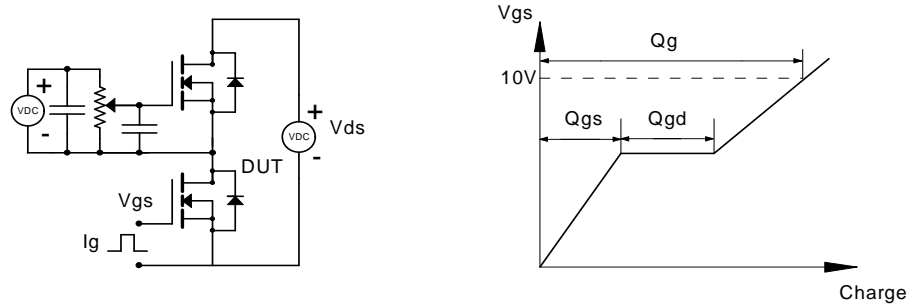 +
VDC
-
+
VDC
-
Vds
DUT
Vgs
Ig
Vgs
Qg
10V
Qgs
Qgd
Charge